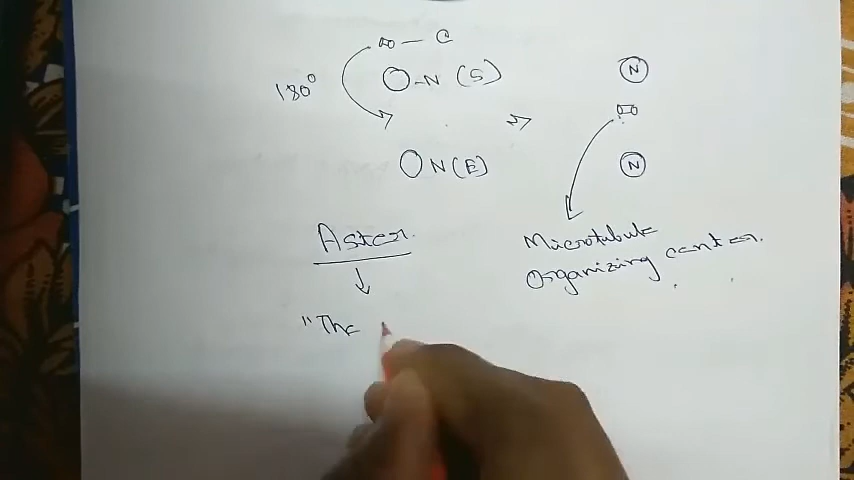 — C
180°
-N (S)
N
N (E)
N
Aster.
Microtubule
Organizing center.
"The